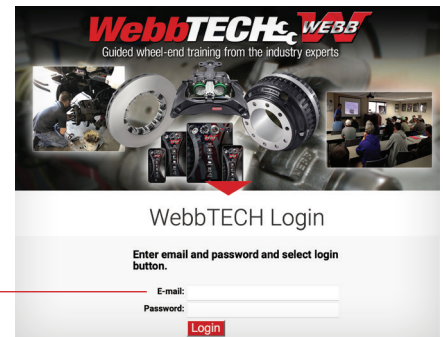 WebbTECH WEBB
Guided wheel-end training from the industry experts
WebbTECH Login
Enter email and password and select login
button.
E-mail:
Password:
Login